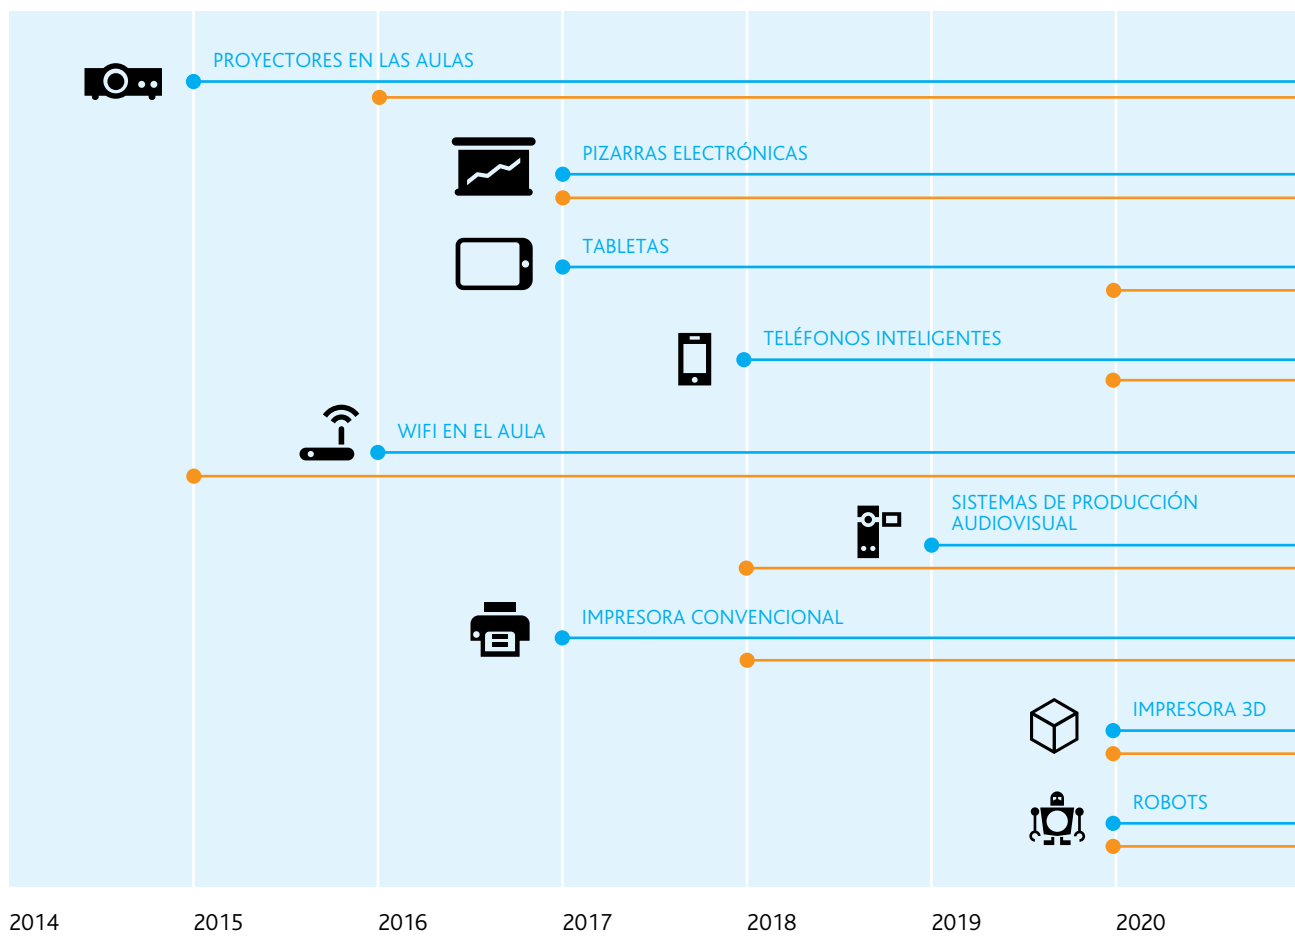 PROYECTORES EN LAS AULAS
PIZARRAS ELECTRÓNICAS
TABLETAS
TELÉFONOS INTELIGENTES
WIFI EN EL AULA
SISTEMAS DE PRODUCCIÓN
AUDIOVISUAL
IMPRESORA CONVENCIONAL
IMPRESORA 3D
ROBOTS
2014 2015 2016 2017 2018 2019 2020